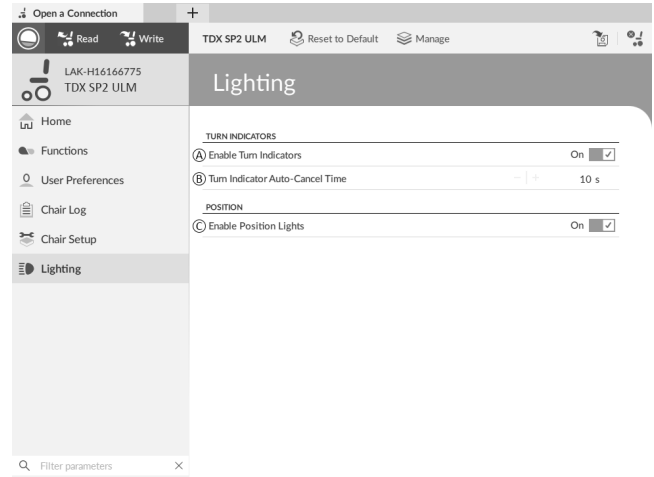 Open a Connection
+
Read Write TDX SP2 ULM Reset to Default Manage
LAK-H16166775
TDX SP2 ULM
Lighting
Home
Functions
User Preferences
Chair Log
Chair Setup
Lighting
TURN INDICATORS
A Enable Turn Indicators On
B Turn Indicator Auto-Cancel Time − + 10 s
POSITION
C Enable Position Lights On
Filter parameters